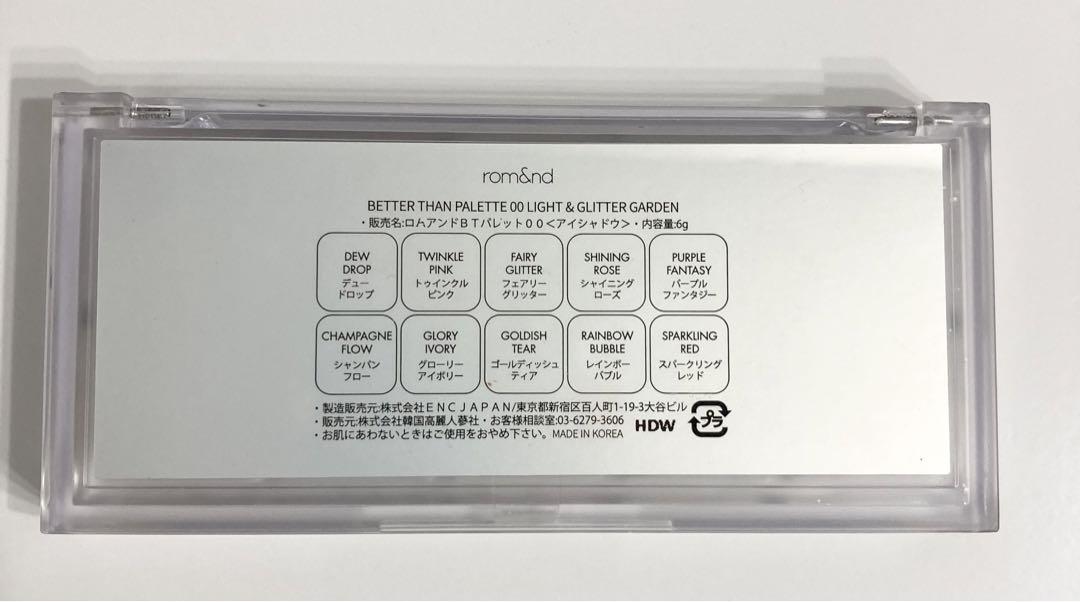 rom&nd
BETTER THAN PALETTE 00 LIGHT & GLITTER GARDEN
・販売名:ロムアンドBTパレット00<アイシャドウ>・内容量:6g
DEW
DROP
デュー
ドロップ
TWINKLE
PINK
トゥインクル
ピンク
FAIRY
GLITTER
フェアリー
グリッター
SHINING
ROSE
シャイニング
ローズ
PURPLE
FANTASY
パープル
ファンタジー
CHAMPAGNE
FLOW
シャンパン
フロー
GLORY
IVORY
グローリー
アイボリー
GOLDISH
TEAR
ゴールディッシュ
ティア
RAINBOW
BUBBLE
レインボー
バブル
SPARKLING
RED
スパークリング
レッド
・製造販売元:株式会社ENC JAPAN/東京都新宿区百人町1-19-3大谷ビル
・販売元:株式会社韓国高麗人蔘社・お客様相談室:03-6279-3606
・お肌にあわないときはご使用をおやめ下さい。MADE IN KOREA
HDW
プラ